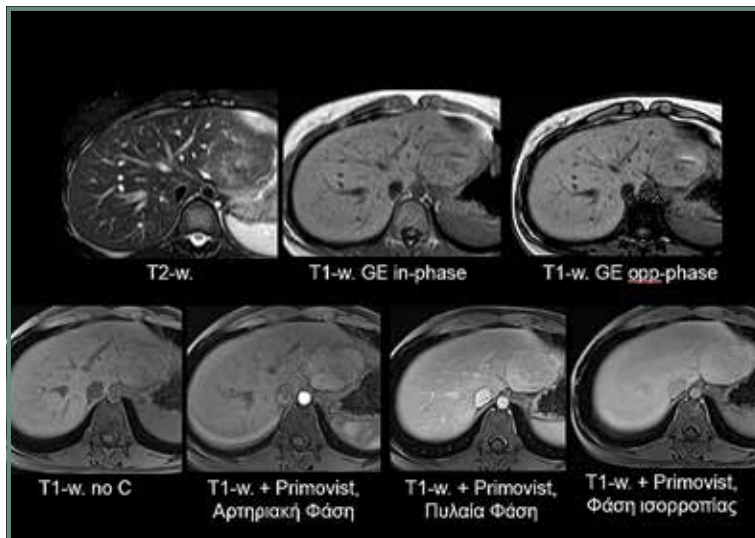 T2-w.
T1-w. GE in-phase
T1-w. GE opp-phase
T1-w. no C
T1-w. + Primovist,
Αρτηριακή Φάση
T1-w. + Primovist,
Πυλαία Φάση
T1-w. + Primovist,
Φάση ισορροπίας